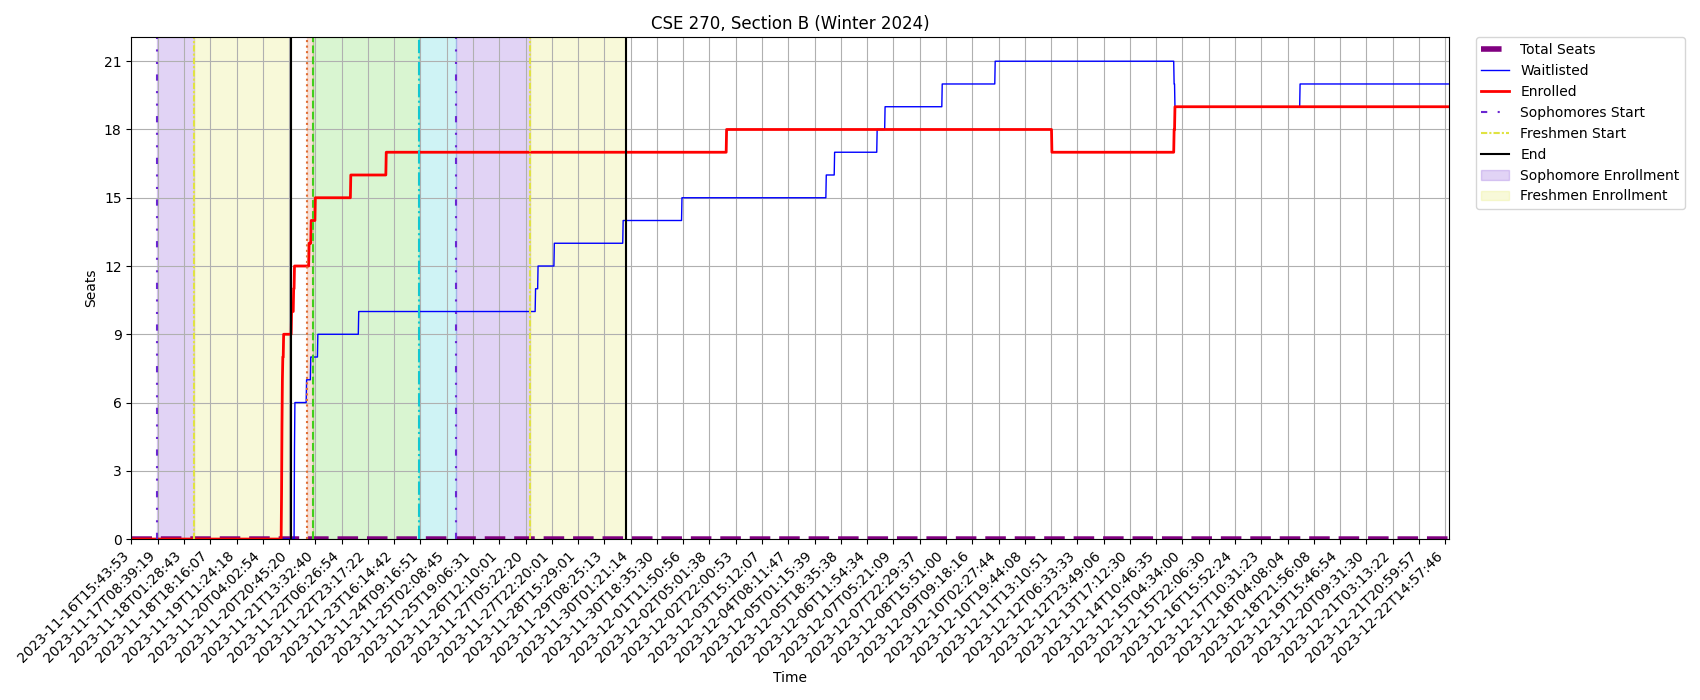 CSE 270, Section B (Winter 2024)
Seats
21
18
15
12
9
6
3
0
2023-11-16T15:43:53
2023-11-17T08:39:19
2023-11-18T01:28:43
2023-11-18T18:16:07
2023-11-19T11:24:18
2023-11-20T04:02:54
2023-11-20T20:45:20
2023-11-21T13:32:40
2023-11-22T06:26:54
2023-11-22T23:17:22
2023-11-23T16:14:42
2023-11-24T09:16:51
2023-11-25T02:08:45
2023-11-25T19:06:31
2023-11-26T12:10:01
2023-11-27T05:22:20
2023-11-27T22:20:01
2023-11-28T15:29:01
2023-11-29T08:25:13
2023-11-30T01:21:14
2023-11-30T18:35:30
2023-12-01T11:50:56
2023-12-02T05:01:38
2023-12-02T22:00:53
2023-12-03T15:12:07
2023-12-04T08:11:47
2023-12-05T01:15:39
2023-12-05T18:35:38
2023-12-06T11:54:34
2023-12-07T05:21:09
2023-12-07T22:29:37
2023-12-08T15:51:00
2023-12-09T09:18:16
2023-12-10T02:27:44
2023-12-10T19:44:08
2023-12-11T13:10:51
2023-12-12T06:33:33
2023-12-12T23:49:06
2023-12-13T17:12:30
2023-12-14T10:46:35
2023-12-15T04:34:00
2023-12-15T22:06:30
2023-12-16T15:52:24
2023-12-17T10:31:23
2023-12-18T04:08:04
2023-12-18T21:56:08
2023-12-19T15:46:54
2023-12-20T09:31:30
2023-12-21T03:13:22
2023-12-21T20:59:57
2023-12-22T14:57:46
Time
Total Seats
Waitlisted
Enrolled
Sophomores Start
Freshmen Start
End
Sophomore Enrollment
Freshmen Enrollment